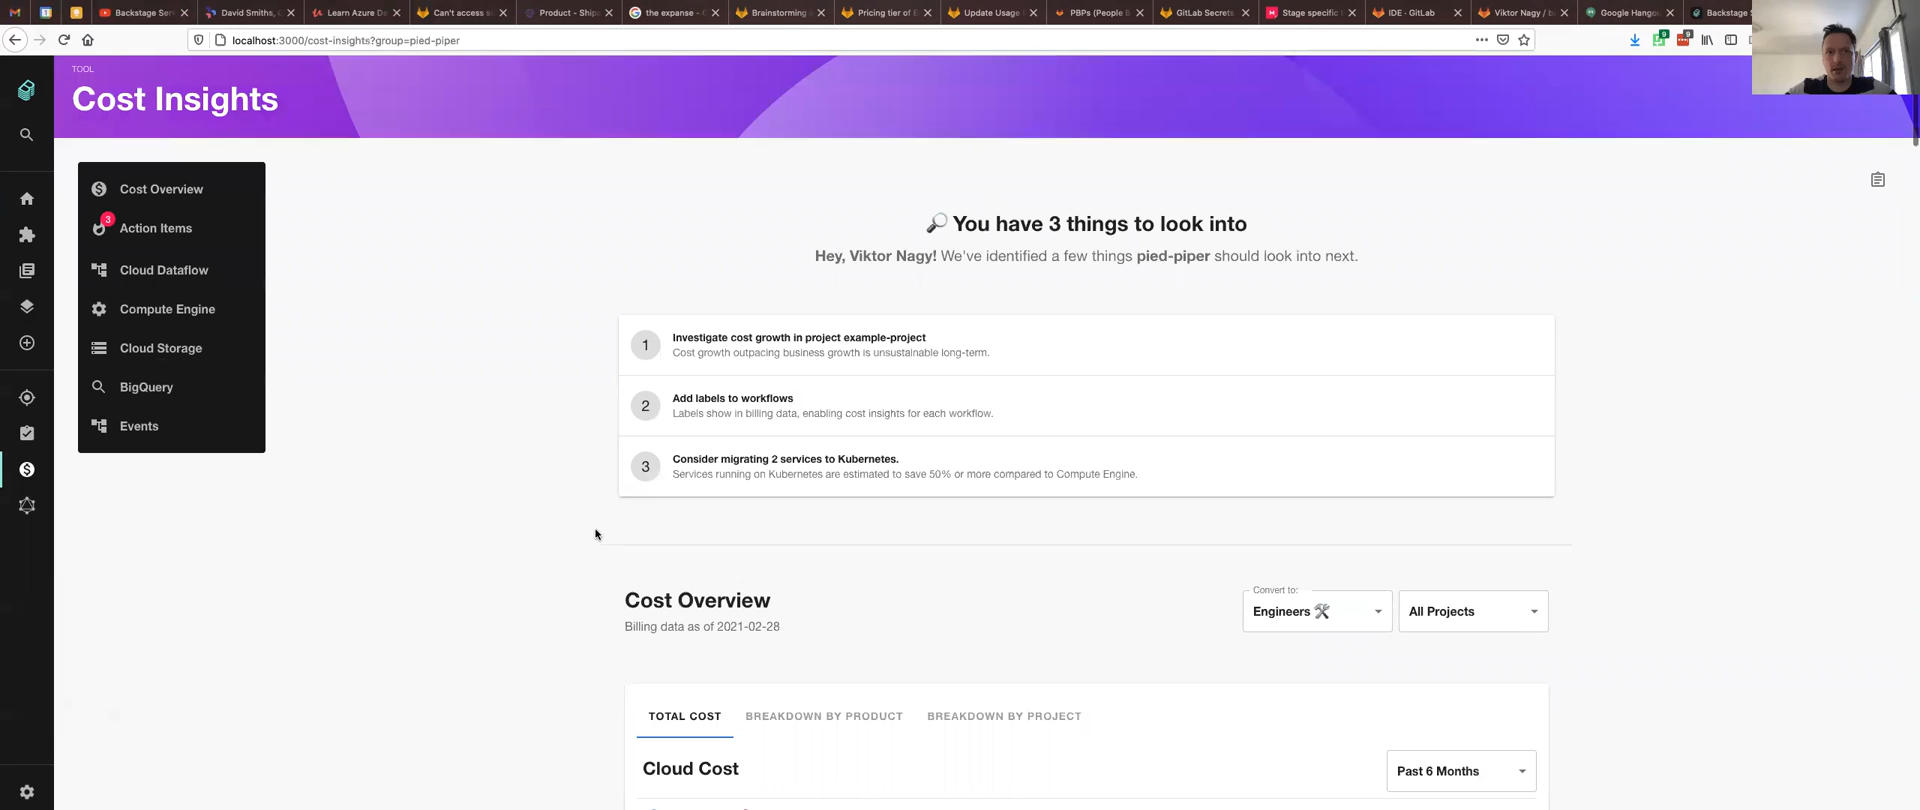 Backstage Ser
David Smiths,
Learn Azure De
Can't access s
Product - Ship
the expanse - G
Brainstorming
Pricing tier of
Update Usage
PBPs (People B
GitLab Secrets
Stage specific
IDE · GitLab
Viktor Nagy / b
Google Hangou
Backstage S
localhost:3000/cost-insights?group=pied-piper
9
9
TOOL
Cost Insights
Cost Overview
3
Action Items
Cloud Dataflow
Compute Engine
Cloud Storage
BigQuery
Events
You have 3 things to look into
Hey, Viktor Nagy! We've identified a few things pied-piper should look into next.
1
Investigate cost growth in project example-project
Cost growth outpacing business growth is unsustainable long-term.
2
Add labels to workflows
Labels show in billing data, enabling cost insights for each workflow.
3
Consider migrating 2 services to Kubernetes.
Services running on Kubernetes are estimated to save 50% or more compared to Compute Engine.
Cost Overview
Billing data as of 2021-02-28
Convert to:
Engineers 🛠
All Projects
TOTAL COST
BREAKDOWN BY PRODUCT
BREAKDOWN BY PROJECT
Cloud Cost
Past 6 Months